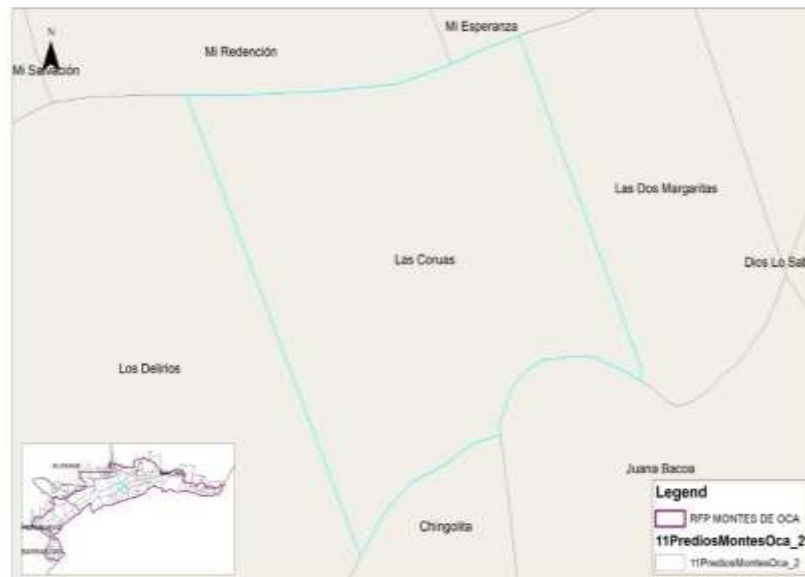 Mi Esperanza
N
Mi Redención
Mi Salvación
Las Dos Margaritas
Las Coruas
Dios Lo Sab
Los Delirios
Juana Bacoa
Chingolita
Legend
RFP MONTES DE OCA
11PrediosMontesOca_2
11PrediosMontesOca_2